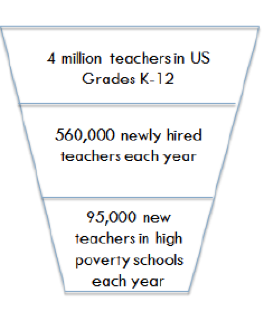 4 million teachers in US
Grades K-12
560,000 newly hired
teachers each year
95,000 new
teachers in high
poverty schools
each year